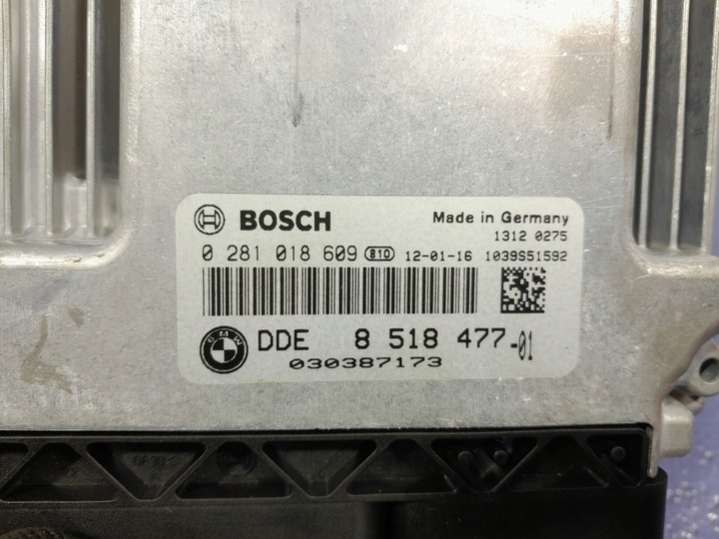 BOSCH Made in Germany
1312 0275
0 281 018 609 810 12-01-16 1039S51592
BMW DDE 8 518 477-01
030387173